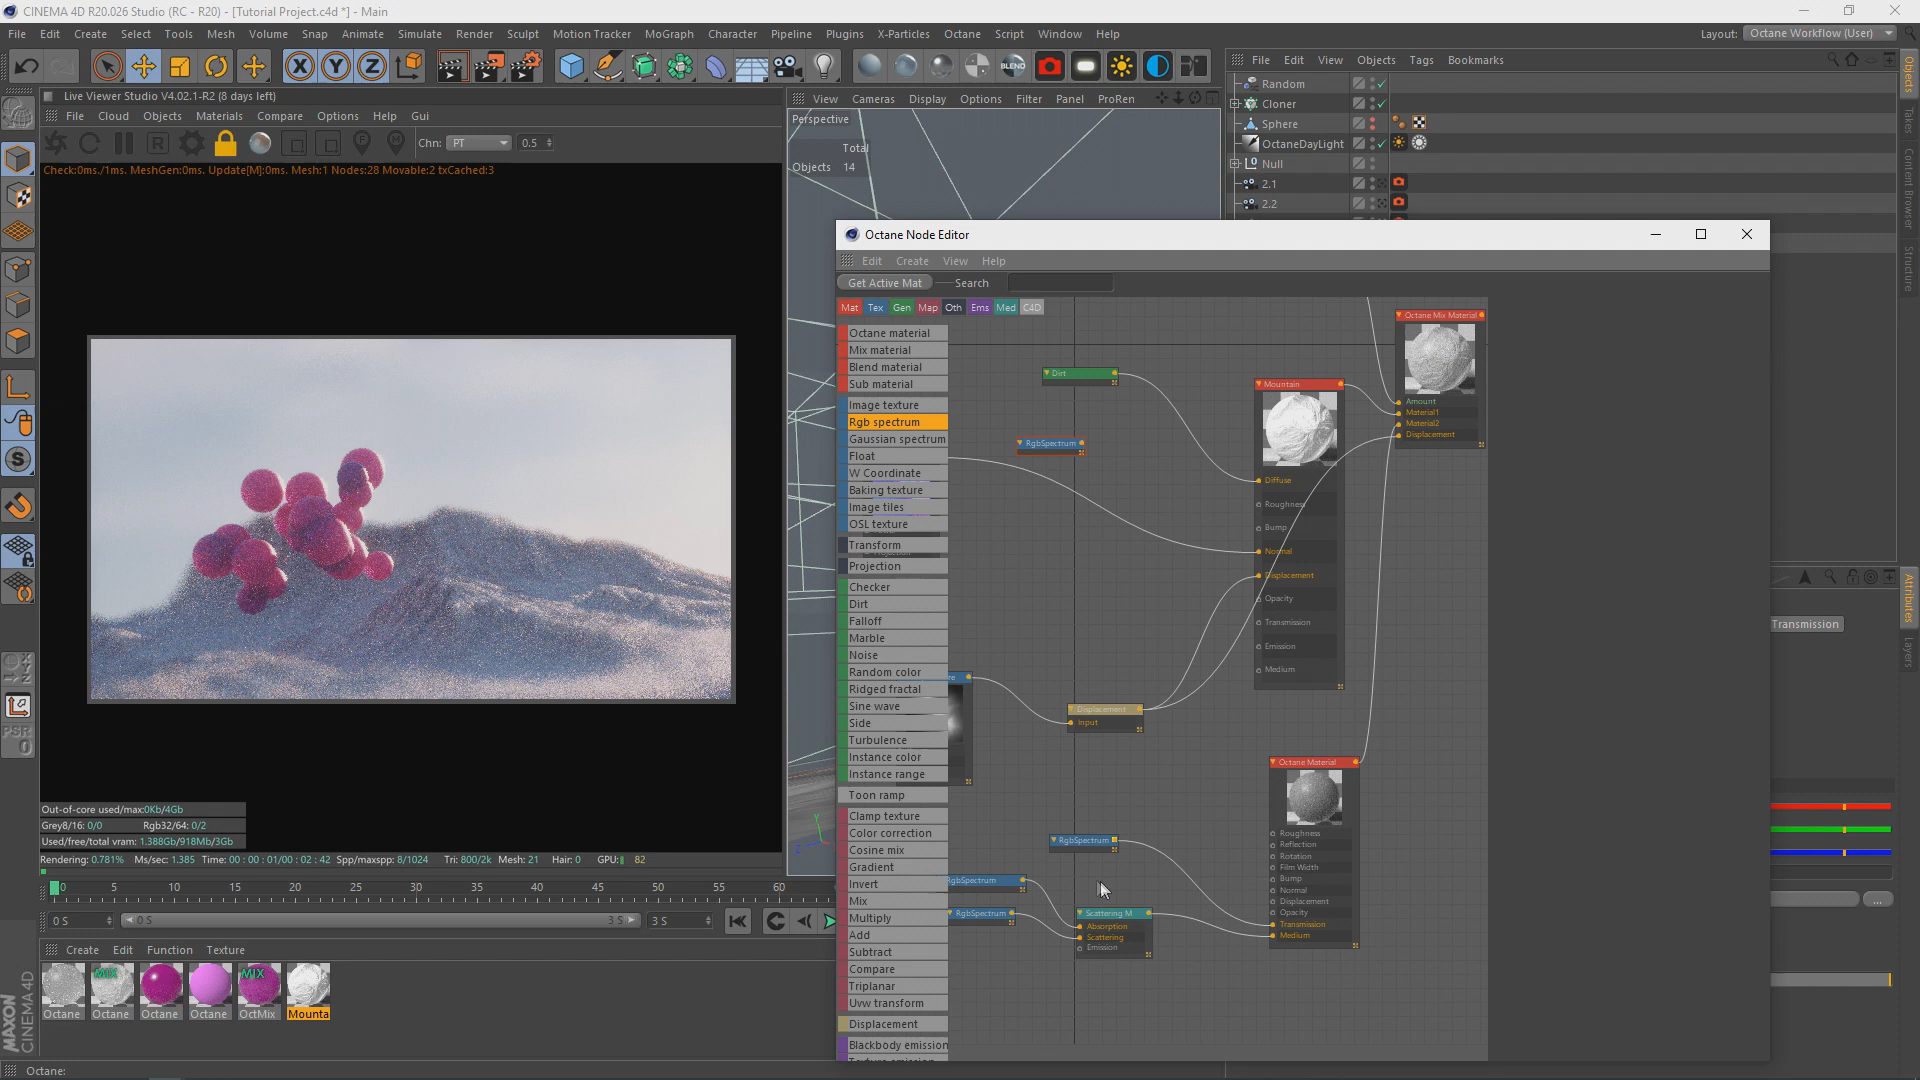 CINEMA 4D R20.026 Studio (RC - R20) - [Tutorial Project.c4d *] - Main
File Edit Create Select Tools Mesh Volume Snap Animate Simulate Render Sculpt Motion Tracker MoGraph Character Pipeline Plugins X-Particles Octane Script Window Help
Layout: Octane Workflow (User)
X Y Z
BLEND
Live Viewer Studio V4.02.1-R2 (8 days left)
File Cloud Objects Materials Compare Options Help Gui
R
Chn: PT 0.5
Check:0ms./1ms. MeshGen:0ms. Update[M]:0ms. Mesh:1 Nodes:28 Movable:2 txCached:3
View Cameras Display Options Filter Panel ProRen
Perspective
Total
Objects 14
File Edit View Objects Tags Bookmarks
Random
Cloner
Sphere
OctaneDayLight
Null
2.1
2.2
Objects
Takes
Content Browser
Structure
Attributes
Layers
Octane Node Editor
Edit Create View Help
Get Active Mat Search
Mat Tex Gen Map Oth Ems Med C4D
Octane material
Mix material
Blend material
Sub material
Image texture
Rgb spectrum
Gaussian spectrum
Float
W Coordinate
Baking texture
Image tiles
OSL texture
Transform
Projection
Checker
Dirt
Falloff
Marble
Noise
Random color
Ridged fractal
Sine wave
Side
Turbulence
Instance color
Instance range
Toon ramp
Clamp texture
Color correction
Cosine mix
Gradient
Invert
Mix
Multiply
Add
Subtract
Compare
Triplanar
Uvw transform
Displacement
Blackbody emission
Dirt
RgbSpectrum
Mountain
Diffuse
Roughness
Bump
Normal
Displacement
Opacity
Transmission
Emission
Medium
Octane Mix Material
Amount
Material1
Material2
Displacement
Displacement
Input
RgbSpectrum
RgbSpectrum
RgbSpectrum
Scattering M
Absorption
Scattering
Emission
Octane Material
Roughness
Reflection
Rotation
Film Width
Bump
Normal
Displacement
Opacity
Transmission
Medium
Transmission
...
Out-of-core used/max:0Kb/4Gb
Grey8/16: 0/0 Rgb32/64: 0/2
Used/free/total vram: 1.388Gb/918Mb/3Gb
Rendering: 0.781% Ms/sec: 1.385 Time: 00 : 00 : 01/00 : 02 : 42 Spp/maxspp: 8/1024 Tri: 800/2k Mesh: 21 Hair: 0 GPU: 82
0 5 10 15 20 25 30 35 40 45 50 55 60
0 S 0 S 3 S 3 S
Create Edit Function Texture
MIX MIX
Octane Octane Octane Octane OctMix Mounta
PSR
0
MAXON
CINEMA 4D
Octane: